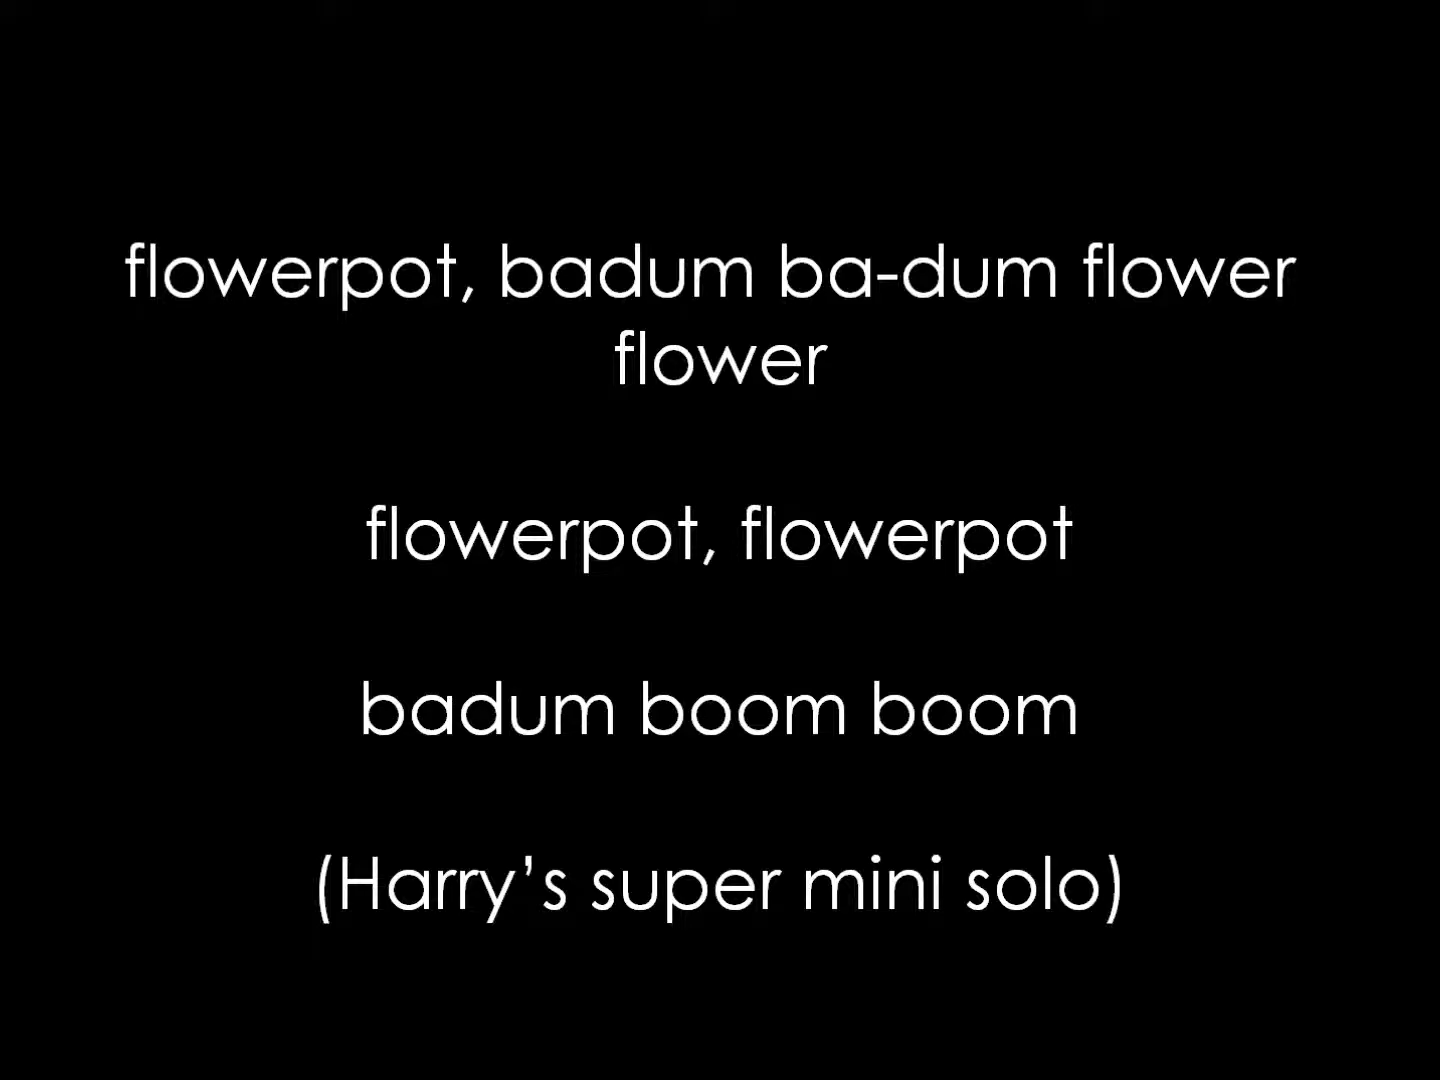 flowerpot, badum ba-dum flower
flower
flowerpot, flowerpot
badum boom boom
(Harry’s super mini solo)